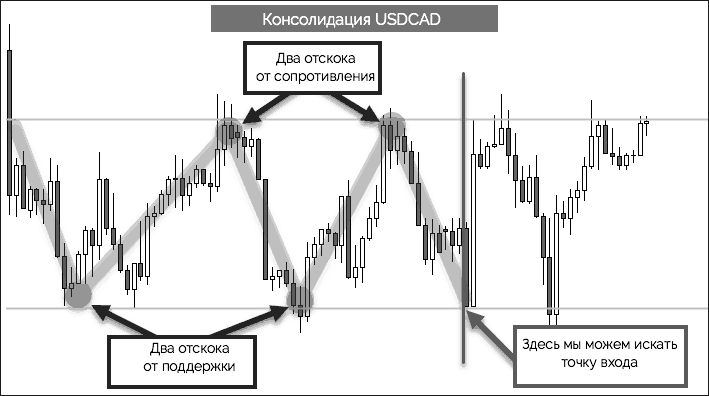 Консолидация USDCAD
Два отскока
от сопротивления
Два отскока
от поддержки
Здесь мы можем искать
точку входа